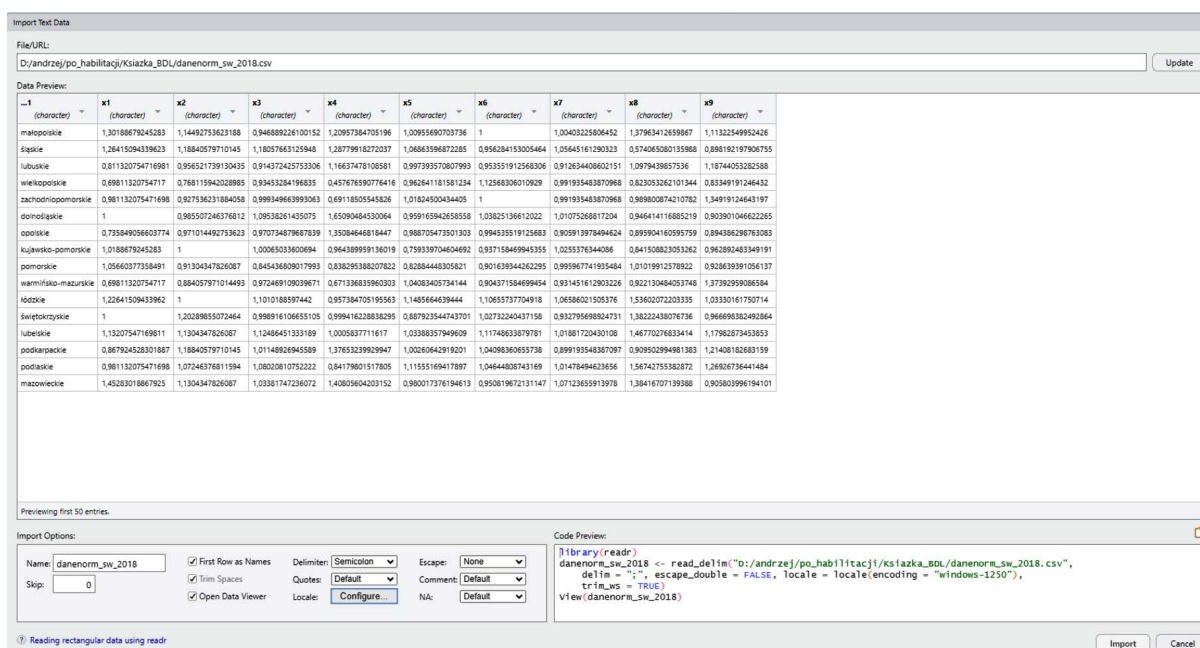 Import Text Data
File/URL:
D:/andrzej/po_habilitacji/Ksiazka_BDL/danenorm_sw_2018.csv
Update
Data Preview:
...1 x1 x2 x3 x4 x5 x6 x7 x8 x9
(character) (character) (character) (character) (character) (character) (character) (character) (character) (character)
małopolskie 1,30188679245283 1,14492753623188 0,946889226100152 1,20957384705196 1,00955690703736 1 1,00403225806452 1,37963412659867 1,11322549952426
śląskie 1,26415094339623 1,18840579710145 1,18057663125948 1,28779918272037 1,06863596872285 0,956284153005464 1,05645161290323 0,574065080135988 0,898192197906755
lubuskie 0,811320754716981 0,956521739130435 0,914372425753306 1,16637478108581 0,997393570807993 0,953551912568306 0,912634408602151 1,0979439857536 1,18744053282588
wielkopolskie 0,69811320754717 0,768115942028985 0,93453284196835 0,457676590776416 0,962641181581234 1,12568306010929 0,991935483870968 0,823053262101344 0,83349191246432
zachodniopomorskie 0,981132075471698 0,927536231884058 0,999349663993063 0,69118505545826 1,01824500434405 1 0,991935483870968 0,989800874210782 1,34919124643197
dolnośląskie 1 0,985507246376812 1,09538261435075 1,65090484530064 0,959165942658558 1,03825136612022 1,01075268817204 0,946414116885219 0,903901046622265
opolskie 0,735849056603774 0,971014492753623 0,970734879687839 1,35084646818447 0,988705473501303 0,994535519125683 0,905913978494624 0,895904160595759 0,894386298763083
kujawsko-pomorskie 1,0188679245283 1 1,00065033600694 0,964389959136019 0,759339704604692 0,937158469945355 1,0255376344086 0,841508823053262 0,962892483349191
pomorskie 1,05660377358491 0,91304347826087 0,845436809017993 0,838295388207822 0,82884448305821 0,901639344262295 0,995967741935484 1,01019912578922 0,928639391056137
warmińsko-mazurskie 0,69811320754717 0,884057971014493 0,972469109039671 0,671336835960303 1,04083405734144 0,904371584699454 0,931451612903226 0,922130484053748 1,37392959086584
łódzkie 1,22641509433962 1 1,1010188597442 0,957384705195563 1,1485664639444 1,10655737704918 1,06586021505376 1,53602072203335 1,03330161750714
świętokrzyskie 1 1,20289855072464 0,998916106655105 0,999416228838295 0,887923544743701 1,02732240437158 0,932795698924731 1,38222438076736 0,966698382492864
lubelskie 1,13207547169811 1,1304347826087 1,12486451333189 1,0005837711617 1,03388357949609 1,11748633879781 1,01881720430108 1,46770276833414 1,17982873453853
podkarpackie 0,867924528301887 1,18840579710145 1,01148926945589 1,37653239929947 1,00260642919201 1,04098360655738 0,899193548387097 0,909502994981383 1,21408182683159
podlaskie 0,981132075471698 1,07246376811594 1,08020810752222 0,84179801517805 1,11555169417897 1,04644808743169 1,01478494623656 1,56742755382872 1,26926736441484
mazowieckie 1,45283018867925 1,1304347826087 1,03381747236072 1,40805604203152 0,980017376194613 0,950819672131147 1,07123655913978 1,38416707139388 0,905803996194101
Previewing first 50 entries.
Import Options:
Name: danenorm_sw_2018
Skip: 0
First Row as Names
Trim Spaces
Open Data Viewer
Delimiter: Semicolon
Quotes: Default
Locale: Configure...
Escape: None
Comment: Default
NA: Default
Code Preview:
library(readr)
danenorm_sw_2018 <- read_delim("D:/andrzej/po_habilitacji/Ksiazka_BDL/danenorm_sw_2018.csv",
delim = ";", escape_double = FALSE, locale = locale(encoding = "windows-1250"),
trim_ws = TRUE)
View(danenorm_sw_2018)
Reading rectangular data using readr
Import
Cancel